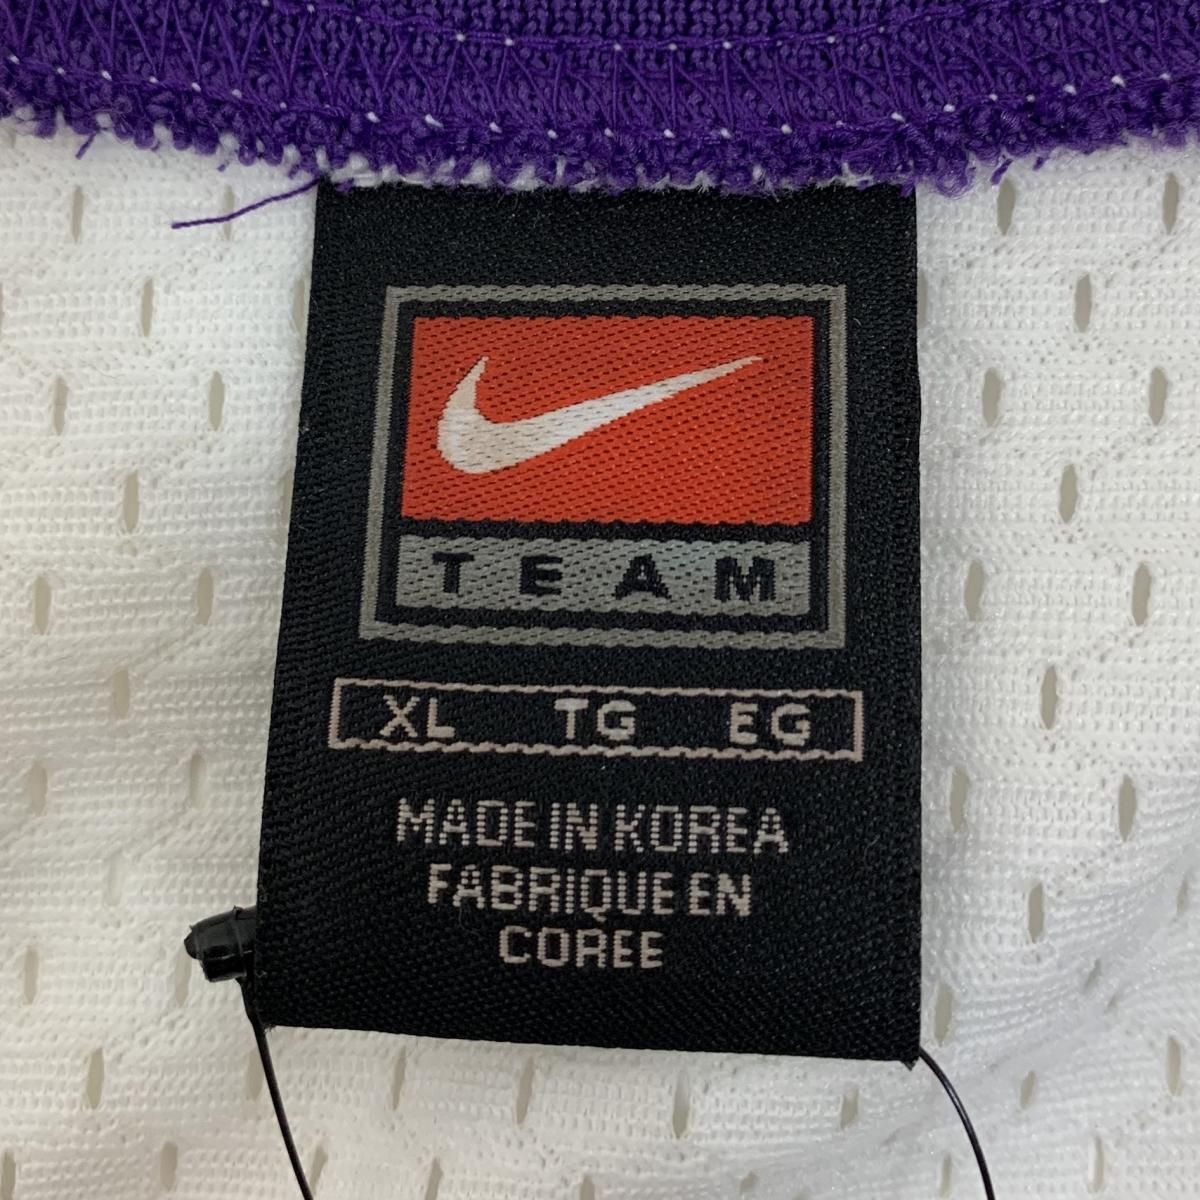 TEAM
XL TG EG
MADE IN KOREA
FABRIQUE EN
COREE